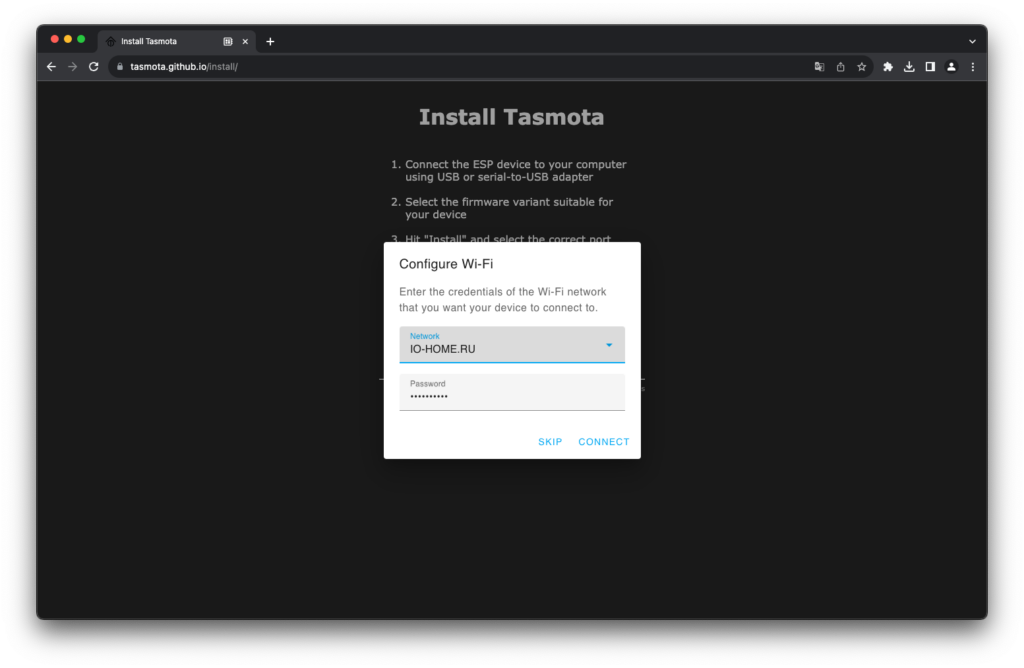 Install Tasmota
tasmota.github.io/install/
Install Tasmota
1. Connect the ESP device to your computer
using USB or serial-to-USB adapter
2. Select the firmware variant suitable for
your device
3. Hit "Install" and select the correct port
Configure Wi-Fi
Enter the credentials of the Wi-Fi network
that you want your device to connect to.
Network
IO-HOME.RU
Password
••••••••••
SKIP CONNECT